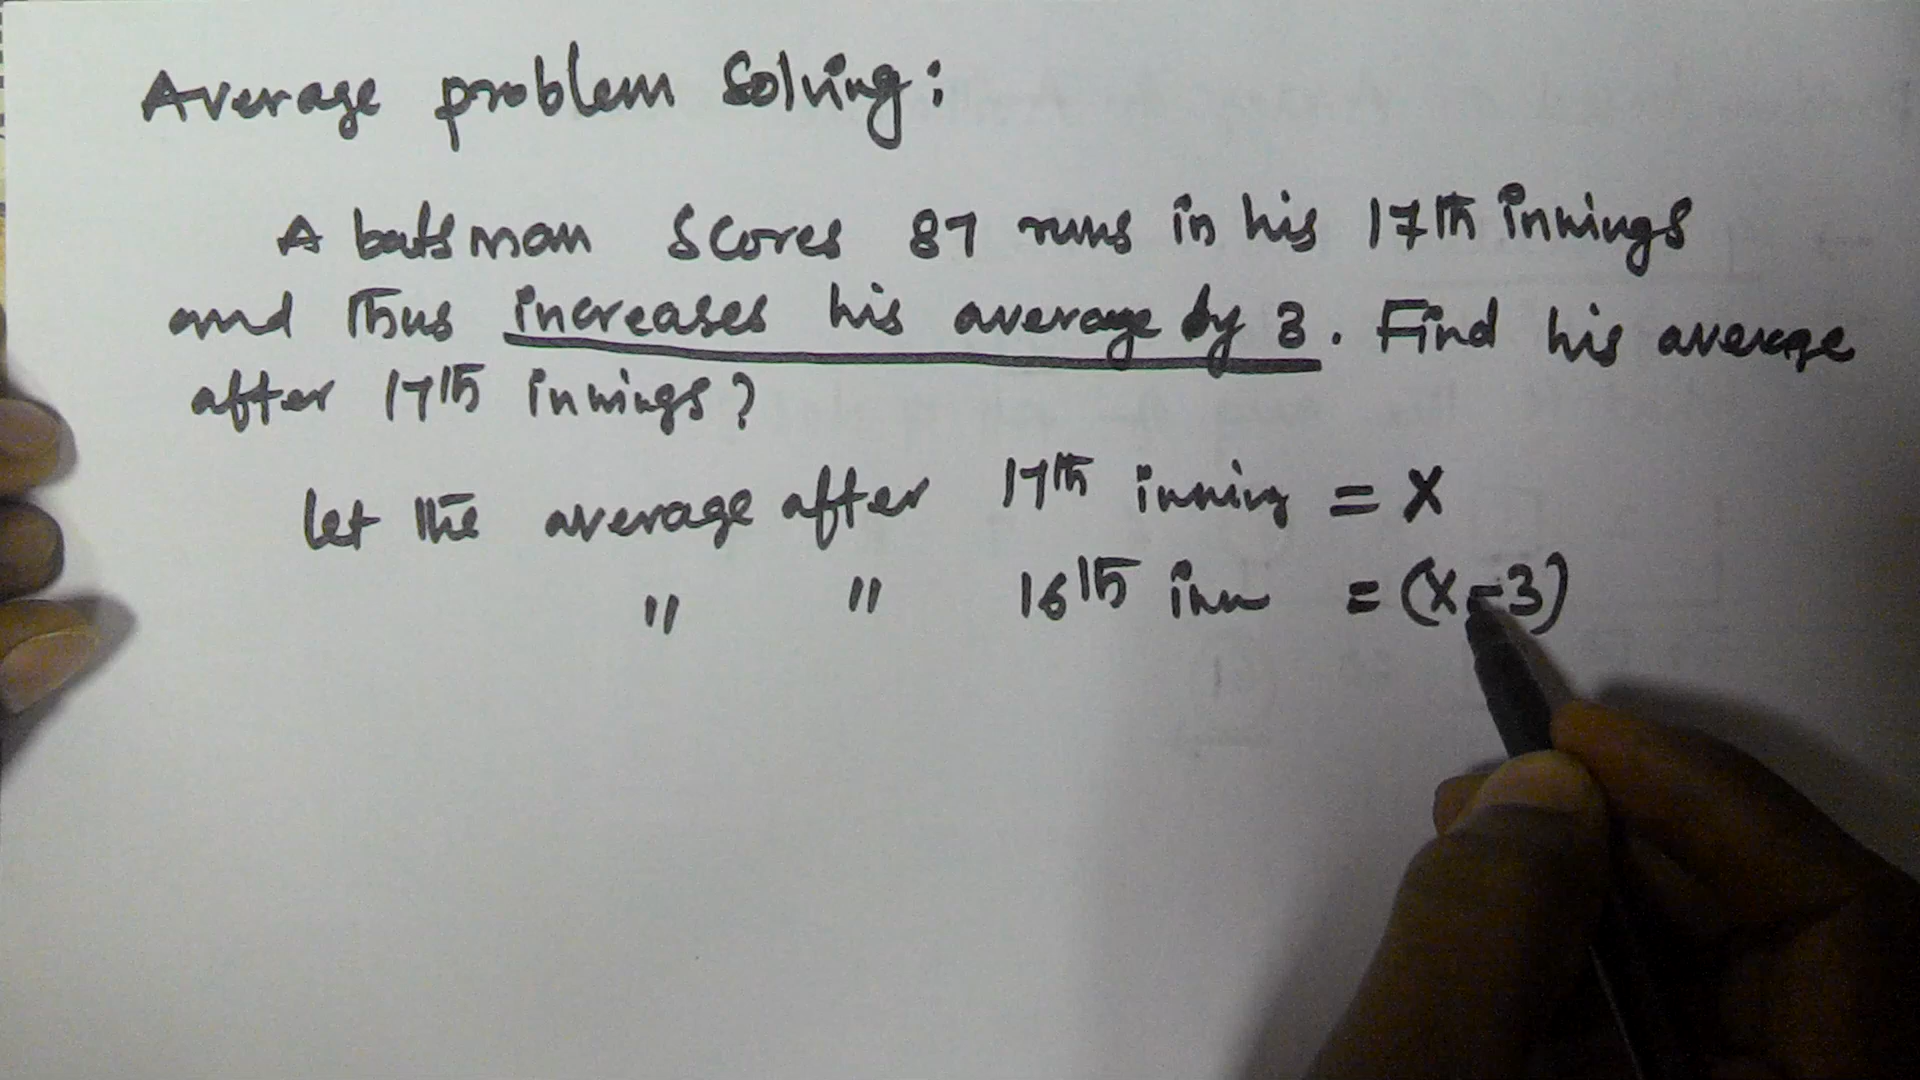 Average problem Solving:
A batsman Scores 87 runs in his 17th innings
and thus increases his average by 3. Find his average
after 17th innings?
let the average after 17th inning = X
" " 16th inn = (X-3)